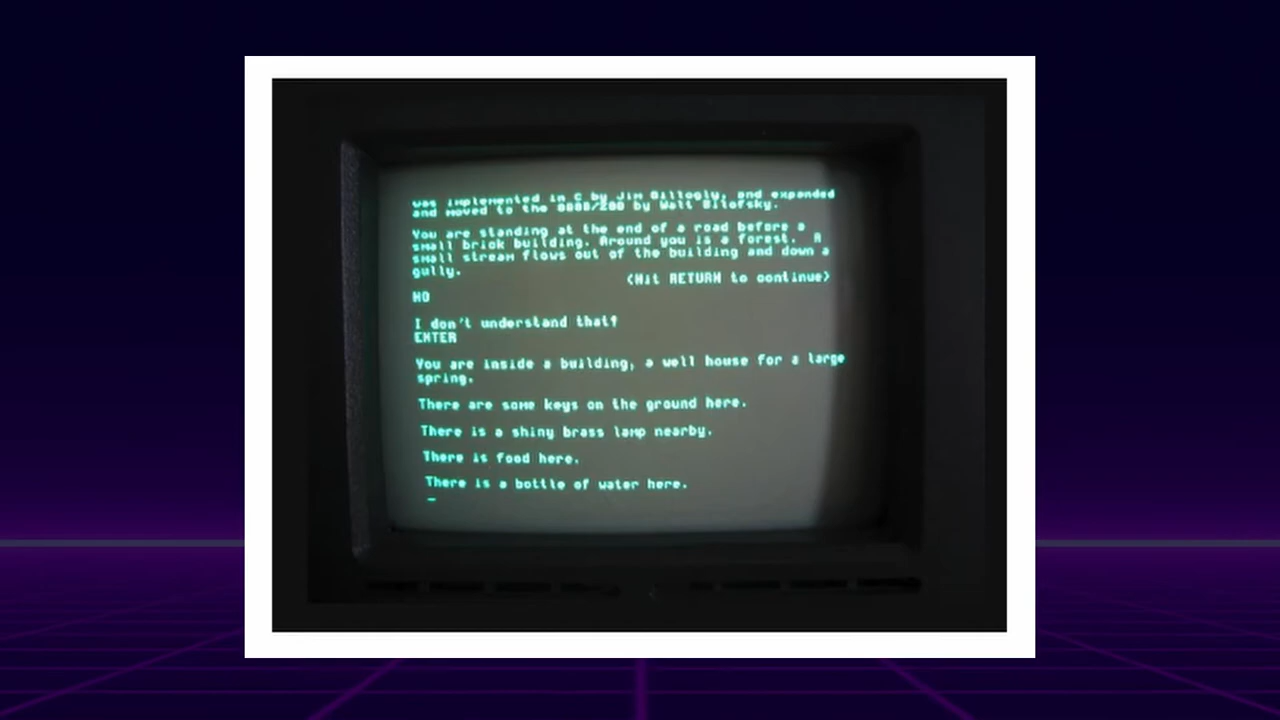 was implemented in C by Jim Gillogly, and expanded
and moved to the 8080/Z80 by Walt Bilofsky.
You are standing at the end of a road before a
small brick building. Around you is a forest. A
small stream flows out of the building and down a
gully.
<Hit RETURN to continue>
NO
I don't understand that!
ENTER
You are inside a building, a well house for a large
spring.
There are some keys on the ground here.
There is a shiny brass lamp nearby.
There is food here.
There is a bottle of water here.